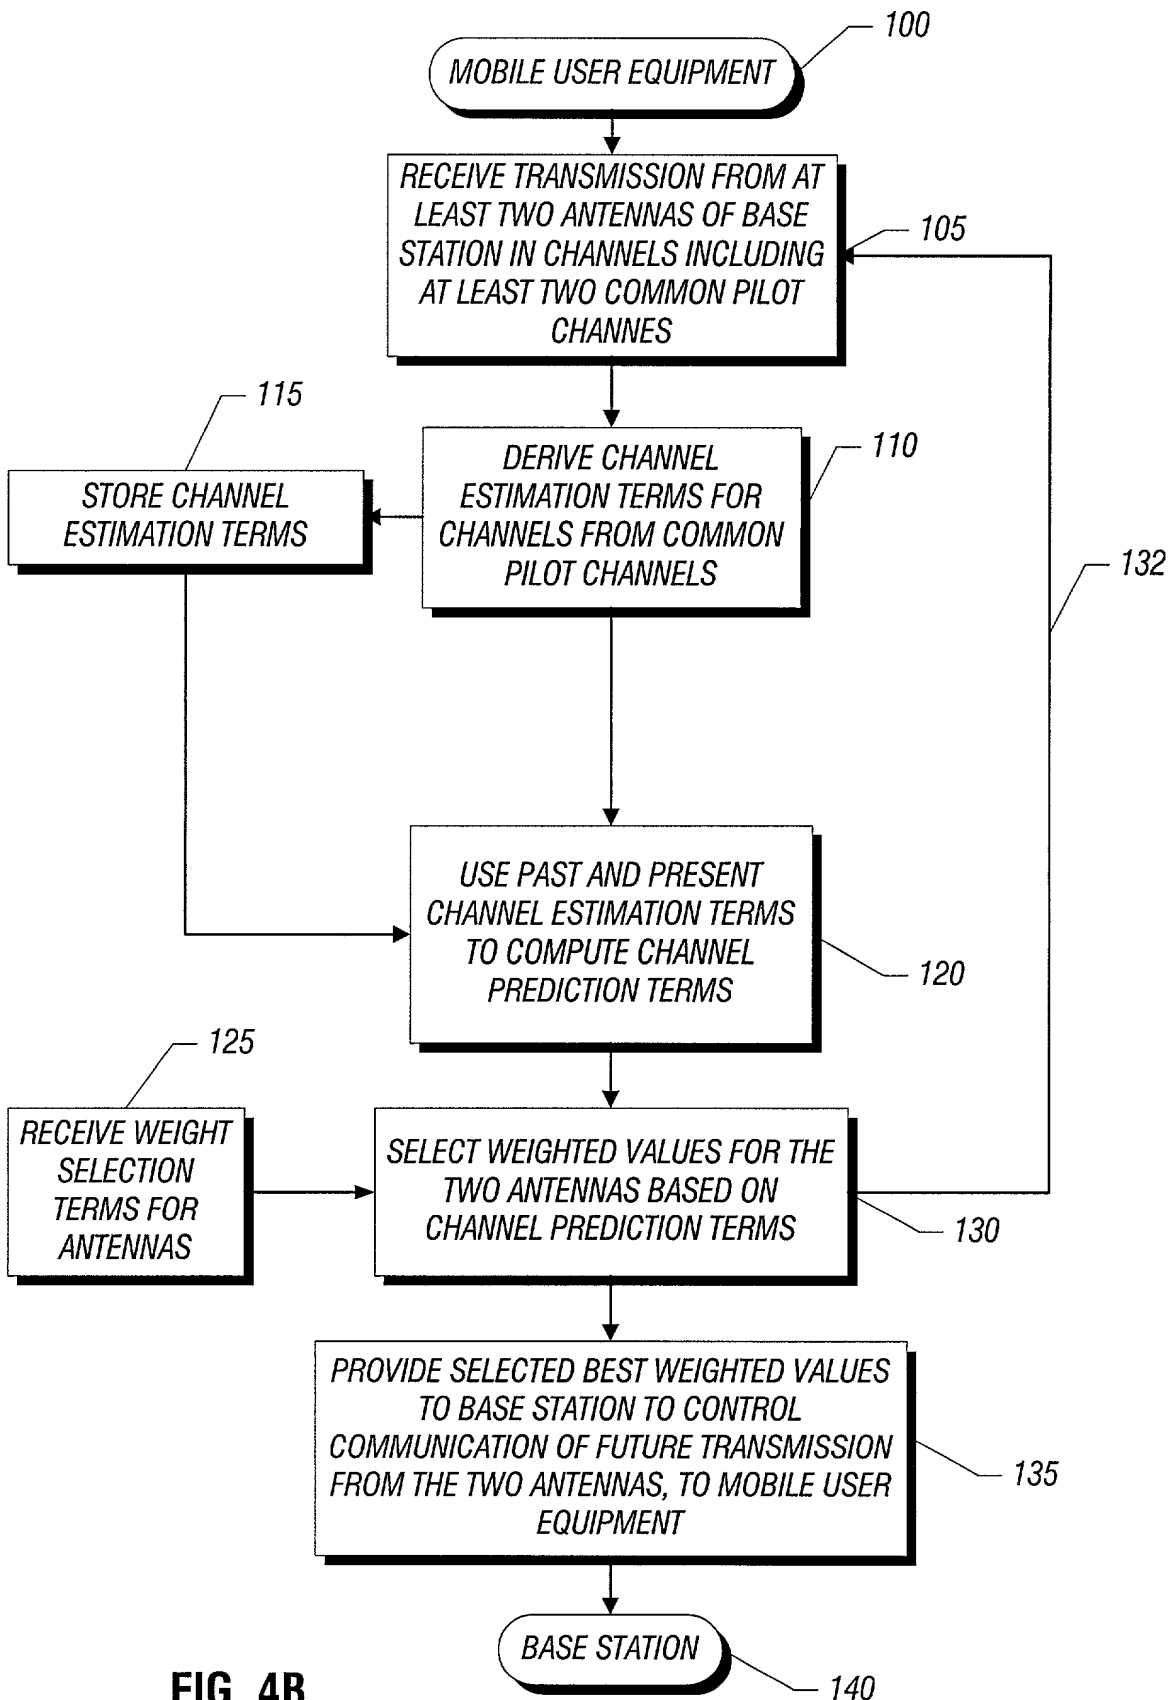 100
MOBILE USER EQUIPMENT
RECEIVE TRANSMISSION FROM AT
LEAST TWO ANTENNAS OF BASE
STATION IN CHANNELS INCLUDING
AT LEAST TWO COMMON PILOT
CHANNES
105
115
STORE CHANNEL
ESTIMATION TERMS
DERIVE CHANNEL
ESTIMATION TERMS FOR
CHANNELS FROM COMMON
PILOT CHANNELS
110
132
USE PAST AND PRESENT
CHANNEL ESTIMATION TERMS
TO COMPUTE CHANNEL
PREDICTION TERMS
120
125
RECEIVE WEIGHT
SELECTION
TERMS FOR
ANTENNAS
SELECT WEIGHTED VALUES FOR THE
TWO ANTENNAS BASED ON
CHANNEL PREDICTION TERMS
130
PROVIDE SELECTED BEST WEIGHTED VALUES
TO BASE STATION TO CONTROL
COMMUNICATION OF FUTURE TRANSMISSION
FROM THE TWO ANTENNAS, TO MOBILE USER
EQUIPMENT
135
BASE STATION
140
FIG. 4B